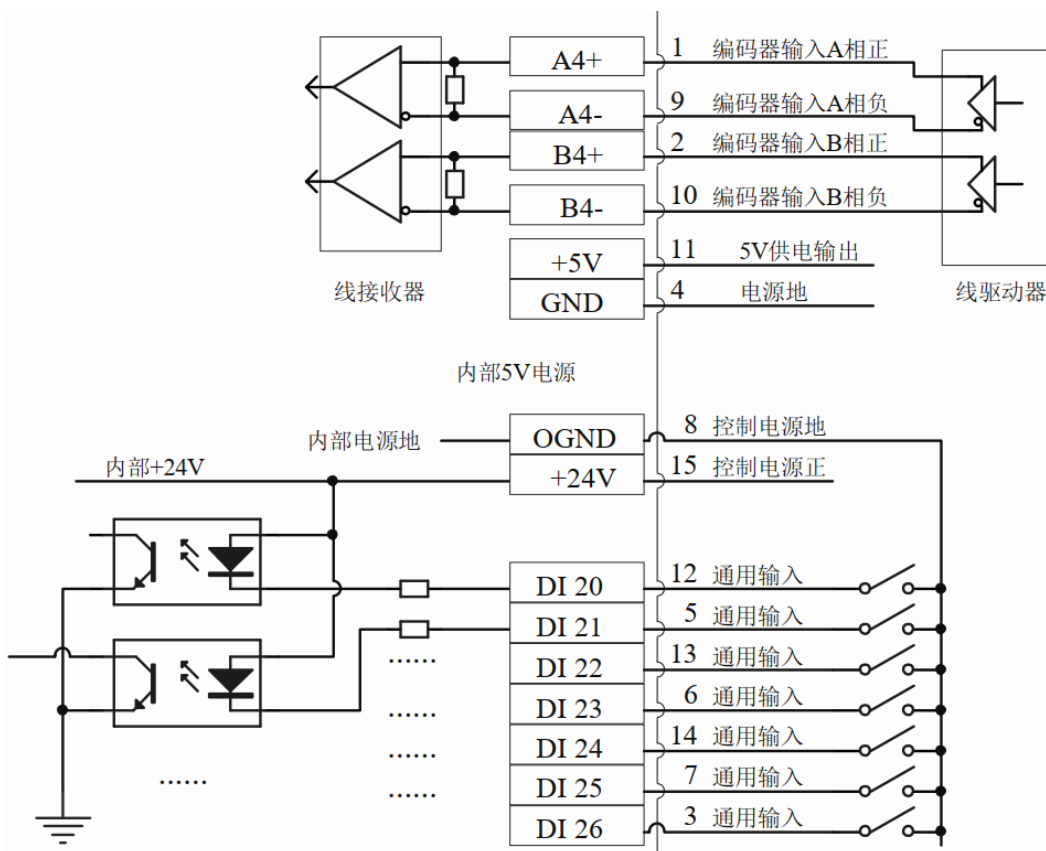 A4+ 1 编码器输入A相正
A4- 9 编码器输入A相负
B4+ 2 编码器输入B相正
B4- 10 编码器输入B相负
+5V 11 5V供电输出
线接收器
GND 4 电源地
线驱动器
内部5V电源
内部电源地 OGND 8 控制电源地
内部+24V +24V 15 控制电源正
DI 20 12 通用输入
DI 21 5 通用输入
...... DI 22 13 通用输入
...... DI 23 6 通用输入
...... DI 24 14 通用输入
...... ...... DI 25 7 通用输入
DI 26 3 通用输入